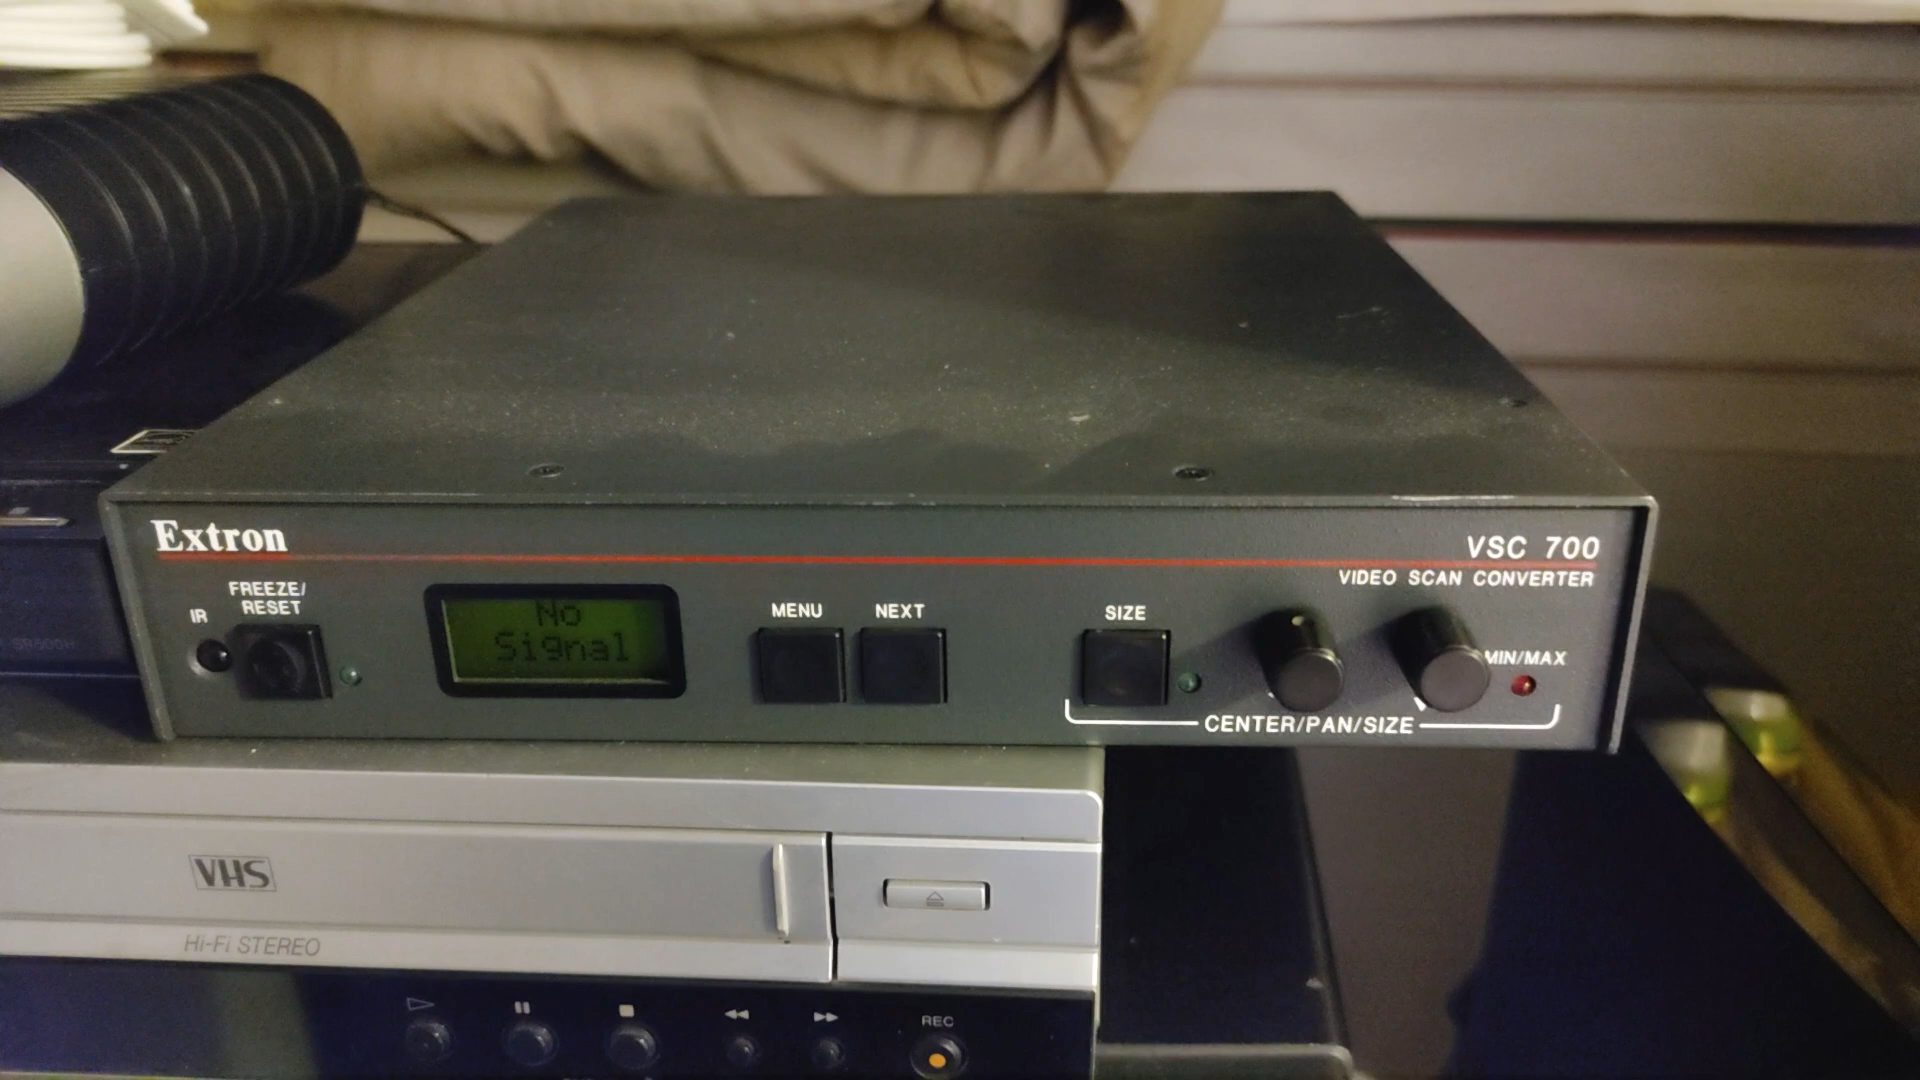 Extron
VSC 700
VIDEO SCAN CONVERTER
IR
FREEZE/
RESET
No
Signal
MENU
NEXT
SIZE
MIN/MAX
CENTER/PAN/SIZE
VHS
Hi-Fi STEREO
REC